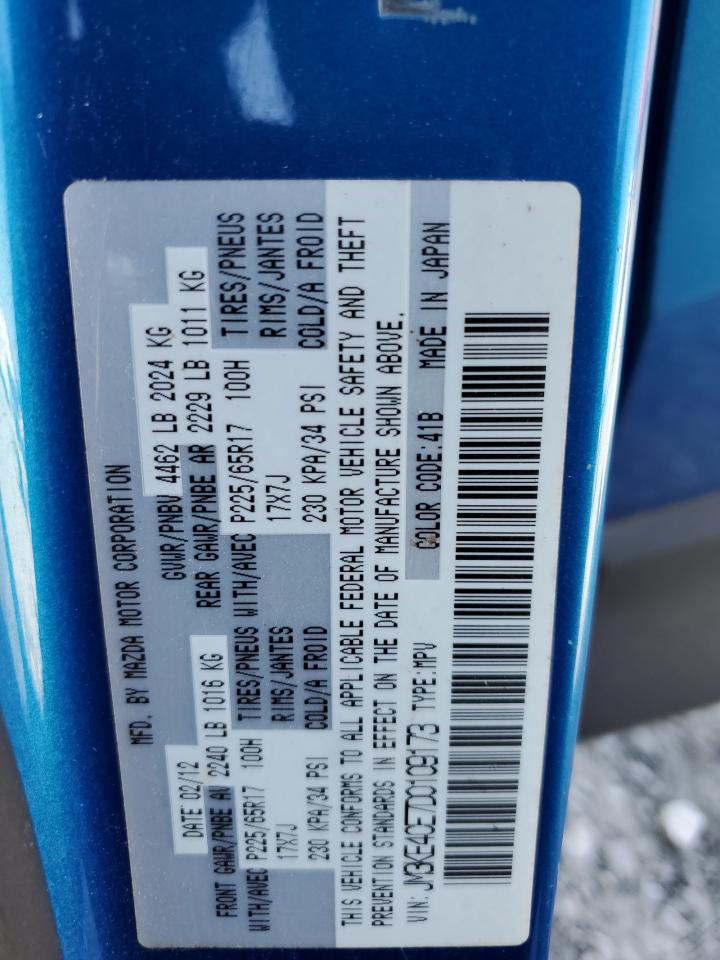 MFD. BY MAZDA MOTOR CORPORATION
DATE 02/12 GVWR/PNBV 4462 LB 2024 KG
FRONT GAWR/PNBE AV 2240 LB 1016 KG REAR GAWR/PNBE AR 2229 LB 1011 KG
WITH/AVEC P225/65R17 100H TIRES/PNEUS WITH/AVEC P225/65R17 100H TIRES/PNEUS
17X7J RIMS/JANTES 17X7J RIMS/JANTES
230 KPA/34 PSI COLD/A FROID 230 KPA/34 PSI COLD/A FROID
THIS VEHICLE CONFORMS TO ALL APPLICABLE FEDERAL MOTOR VEHICLE SAFETY AND THEFT
PREVENTION STANDARDS IN EFFECT ON THE DATE OF MANUFACTURE SHOWN ABOVE.
VIN: JM3KE4CE7D0109173 TYPE:MPV COLOR CODE:41B MADE IN JAPAN